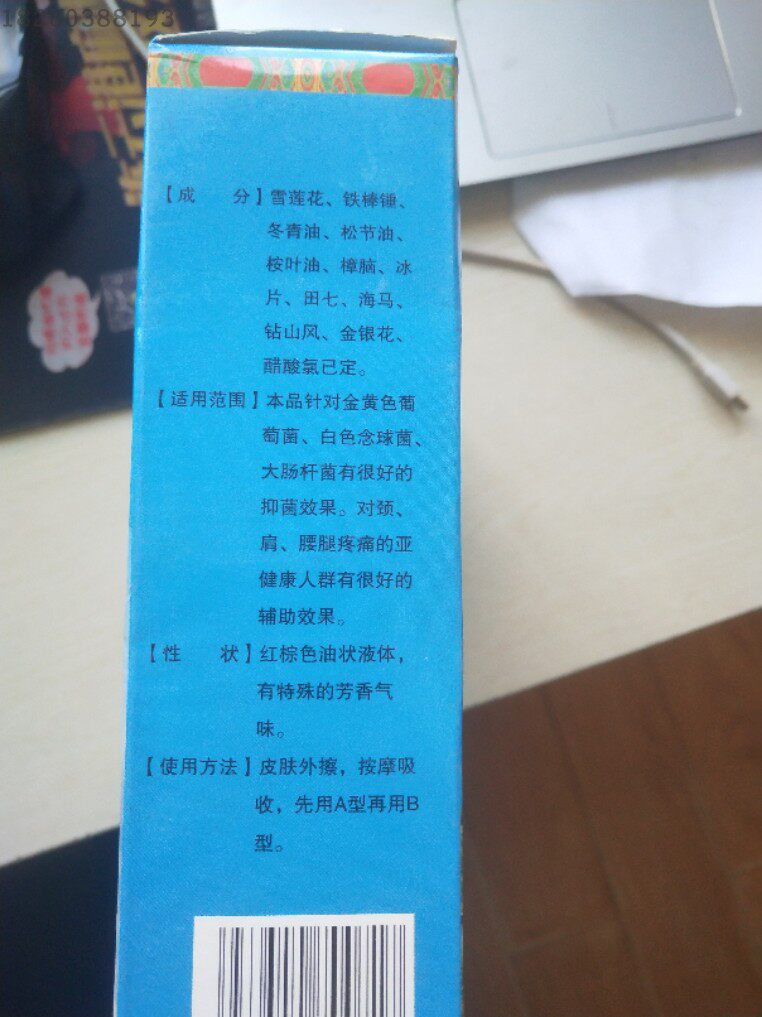 【成　　分】雪莲花、铁棒锤、
冬青油、松节油、
桉叶油、樟脑、冰
片、田七、海马、
钻山风、金银花、
醋酸氯已定。
【适用范围】本品针对金黄色葡
萄菌、白色念球菌、
大肠杆菌有很好的
抑菌效果。对颈、
肩、腰腿疼痛的亚
健康人群有很好的
辅助效果。
【性　　状】红棕色油状液体，
有特殊的芳香气
味。
【使用方法】皮肤外擦，按摩吸
收，先用A型再用B
型。